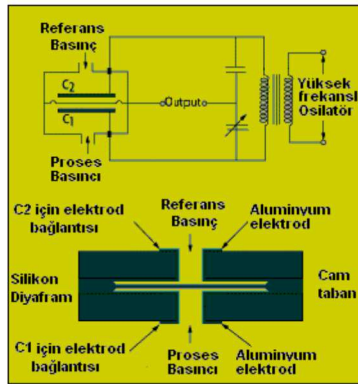 Referans
Basınç
C2
C1
Output
Proses
Basıncı
Yüksek
frekansl
Osilatör
C2 için elektrod
bağlantısı
Referans
Basınç
Aluminyum
elektrod
Silikon
Diyafram
Cam
taban
C1 için elektrod
bağlantısı
Proses
Basıncı
Aluminyum
elektrod